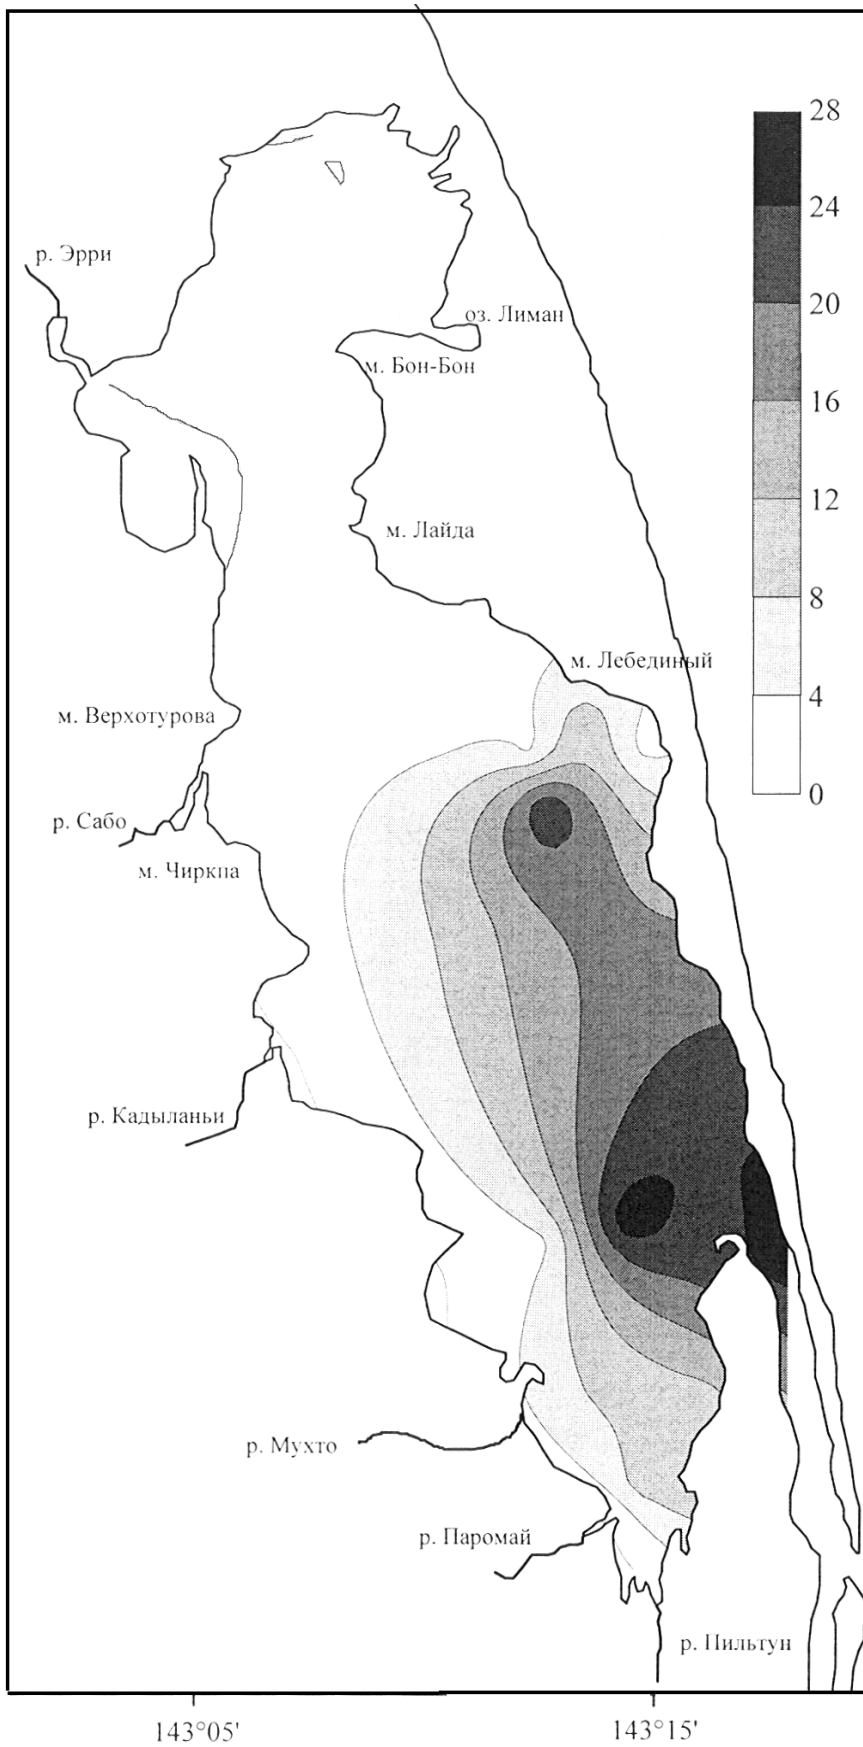 28
24
р. Эрри
20
оз. Лиман
м. Бон-Бон
16
12
м. Лайда
8
м. Лебединый
4
м. Верхотурова
0
р. Сабо
м. Чиркпа
р. Кадыланьи
р. Мухто
р. Паромай
р. Пильтун
143°05'
143°15'